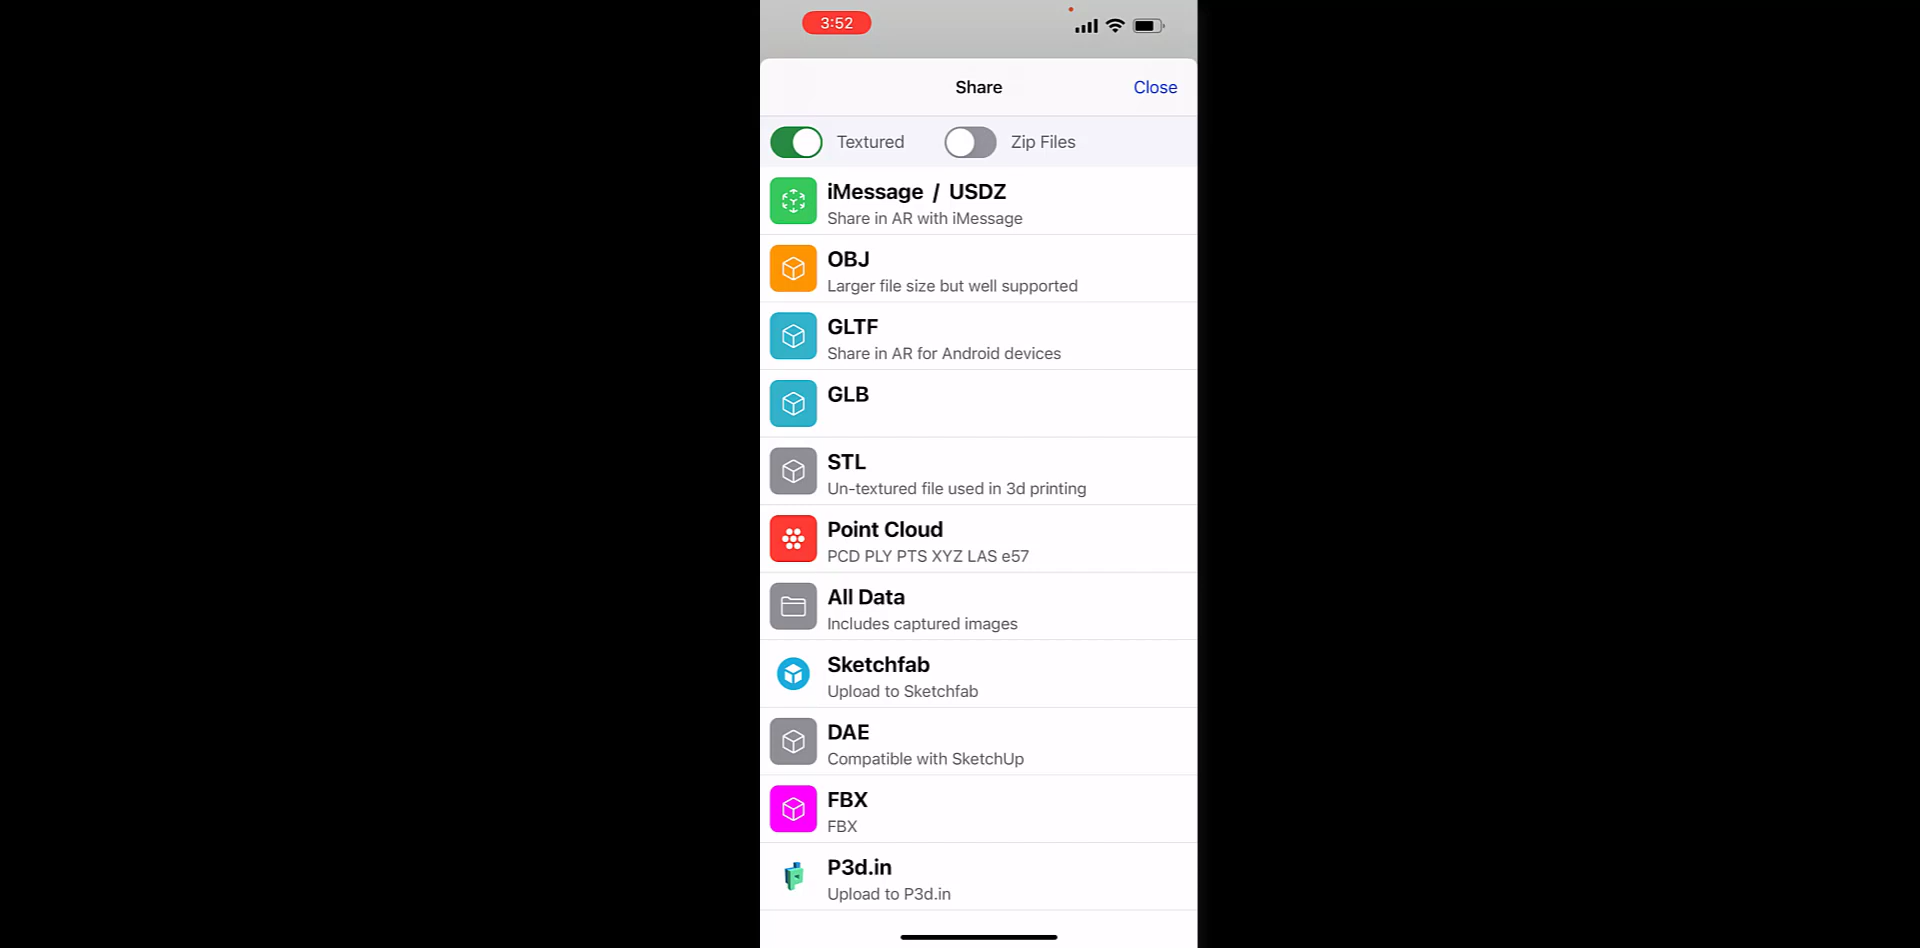 3:52
Share
Close
Textured
Zip Files
iMessage / USDZ
Share in AR with iMessage
OBJ
Larger file size but well supported
GLTF
Share in AR for Android devices
GLB
STL
Un-textured file used in 3d printing
Point Cloud
PCD PLY PTS XYZ LAS e57
All Data
Includes captured images
Sketchfab
Upload to Sketchfab
DAE
Compatible with SketchUp
FBX
FBX
P3d.in
Upload to P3d.in